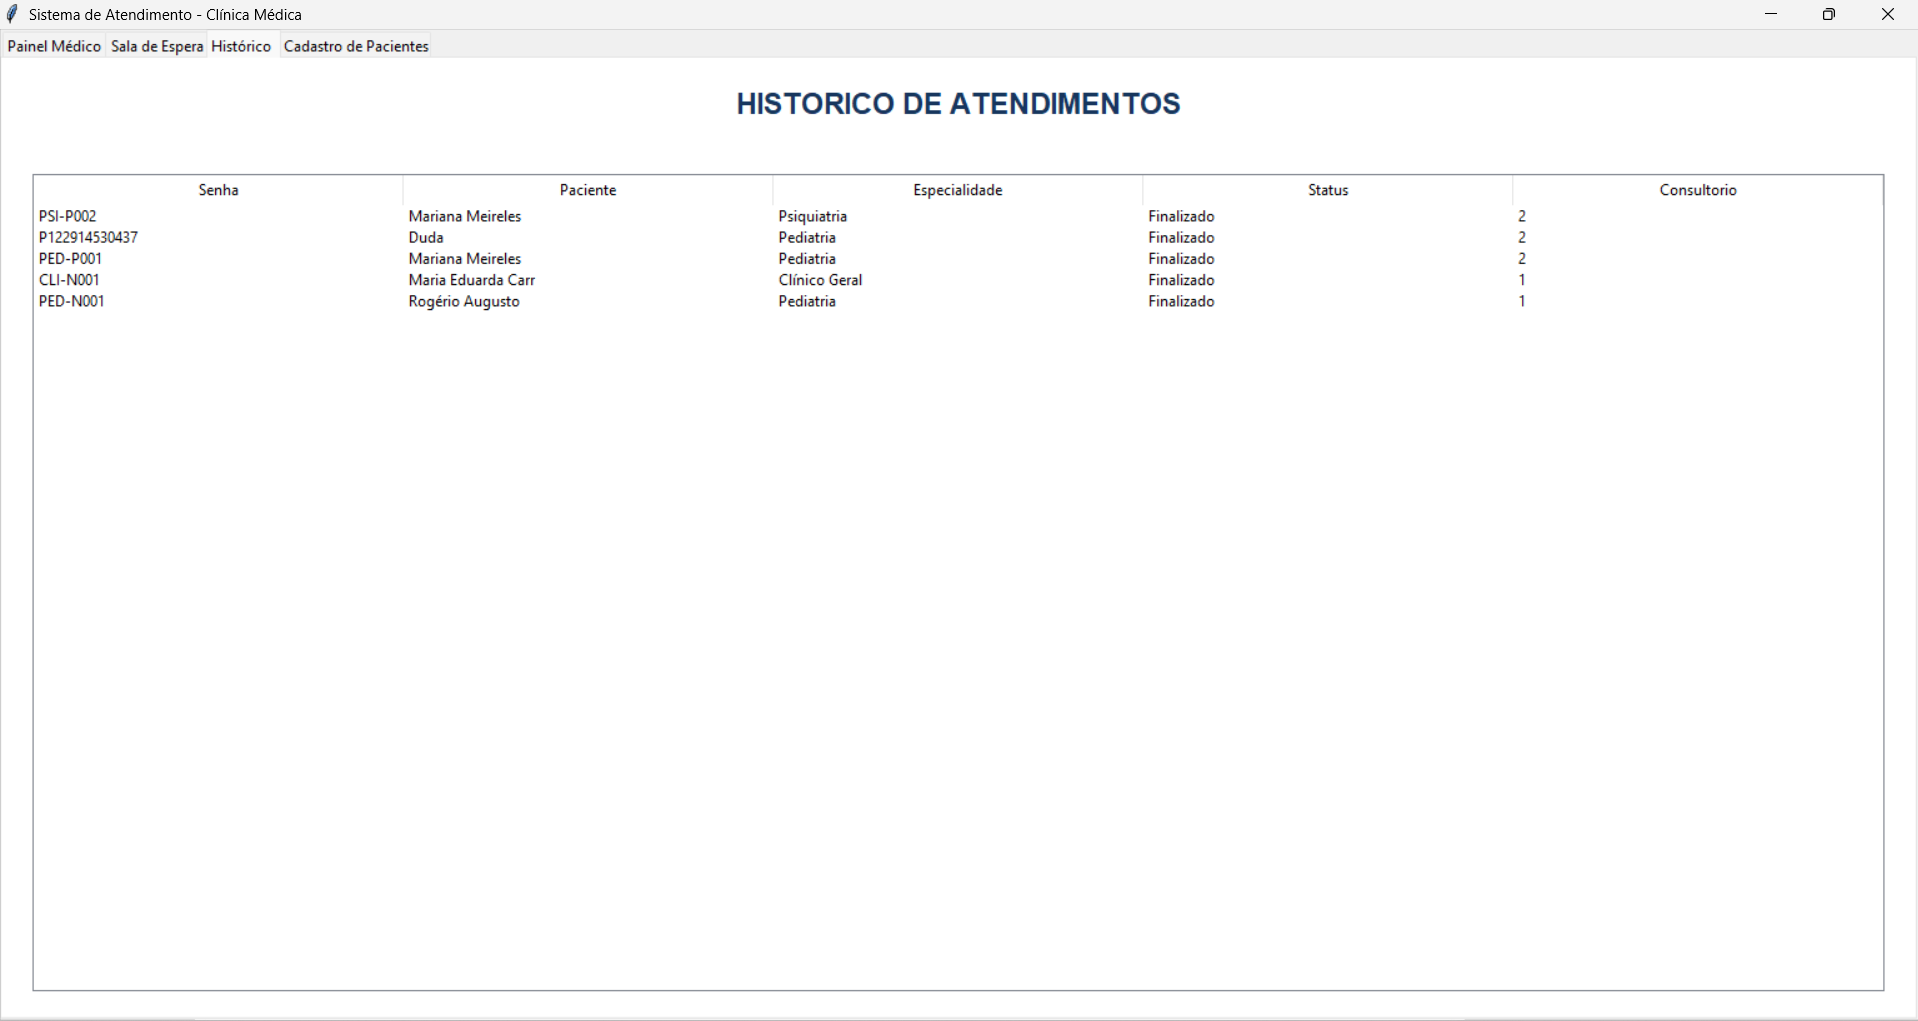 Sistema de Atendimento - Clínica Médica
Painel Médico Sala de Espera Histórico Cadastro de Pacientes
HISTORICO DE ATENDIMENTOS
Senha Paciente Especialidade Status Consultorio
PSI-P002 Mariana Meireles Psiquiatria Finalizado 2
P122914530437 Duda Pediatria Finalizado 2
PED-P001 Mariana Meireles Pediatria Finalizado 2
CLI-N001 Maria Eduarda Carr Clínico Geral Finalizado 1
PED-N001 Rogério Augusto Pediatria Finalizado 1